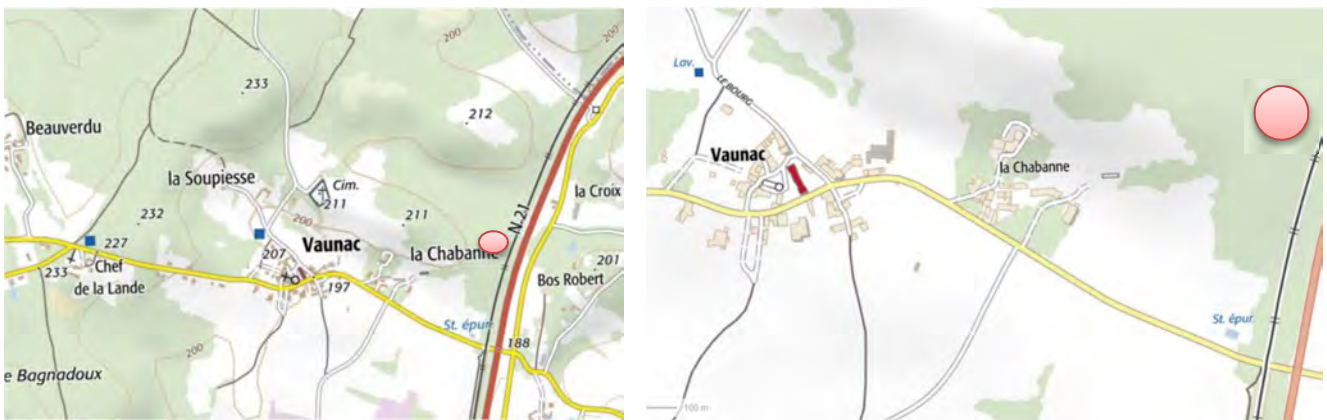 200
200
233
212
Beauverdu
la Soupiesse
Cim.
211
la Croix
N 21
232
211
200
227
207
Vaunac
la Chabanne
233
Chef
de la Lande
197
Bos Robert
201
St. épur.
188
200
e Bagnadoux
Lav.
LE BOURG
Vaunac
la Chabanne
St. épur.
100 m